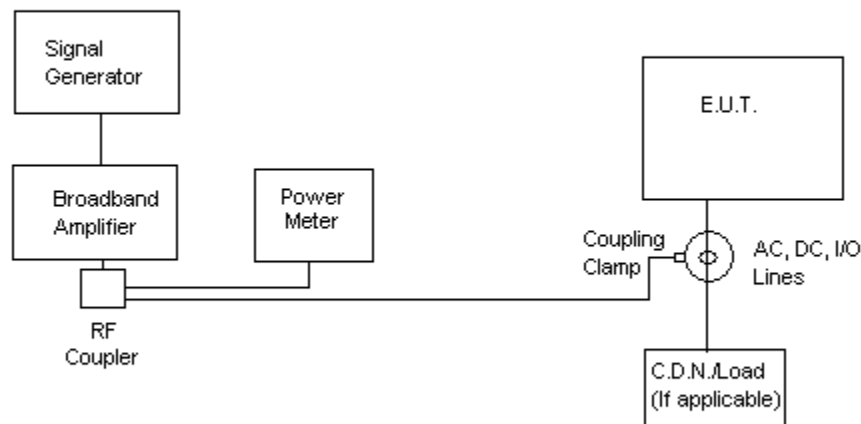 Signal
Generator
E.U.T.
Broadband
Amplifier
Power
Meter
Coupling
Clamp
AC, DC, I/O
Lines
RF
Coupler
C.D.N./Load
(If applicable)